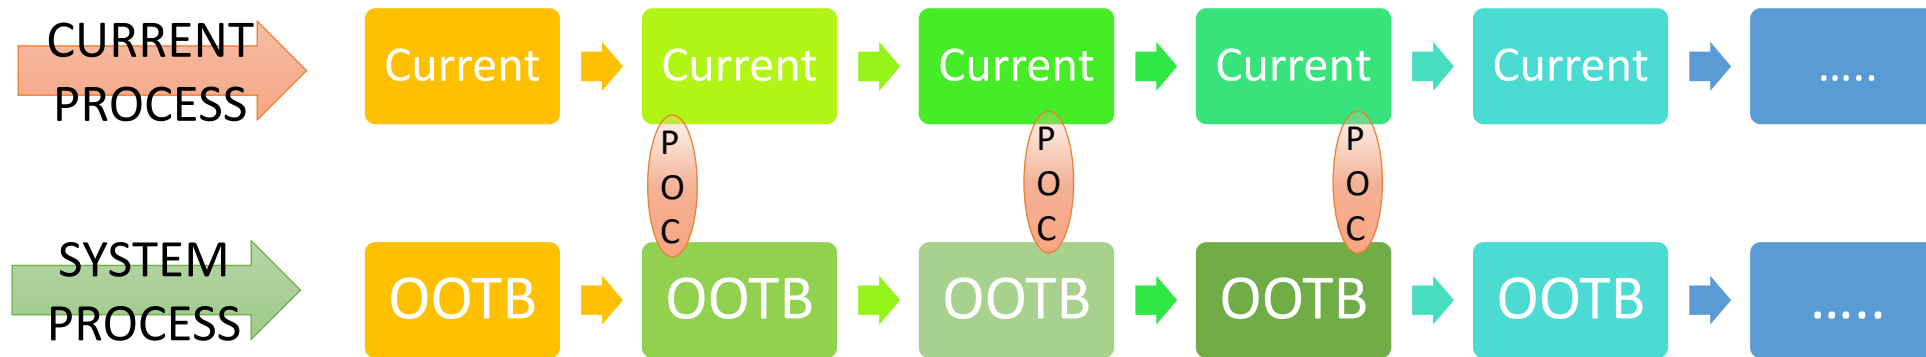 CURRENT
PROCESS
Current
Current
Current
Current
Current
.....
P
O
C
P
O
C
P
O
C
SYSTEM
PROCESS
OOTB
OOTB
OOTB
OOTB
OOTB
.....